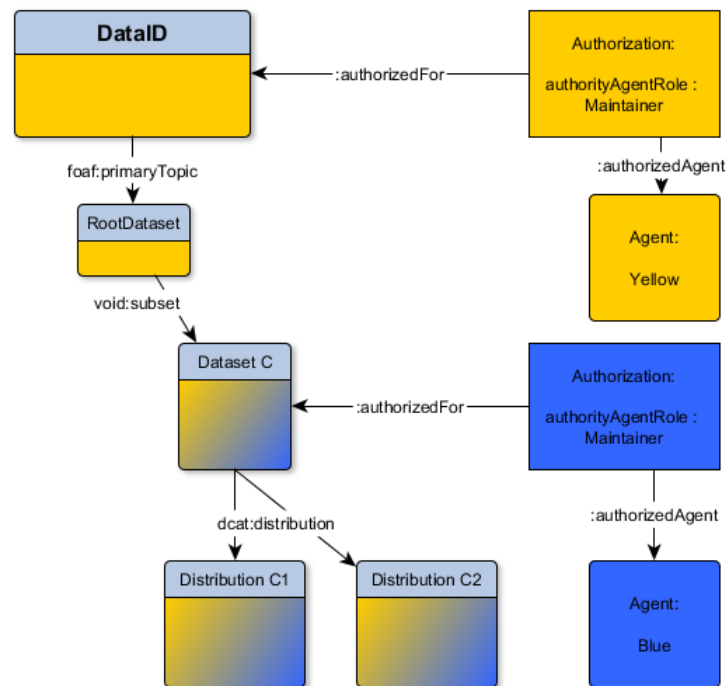 DataID
Authorization:
authorityAgentRole :
Maintainer
:authorizedFor
foaf:primaryTopic
:authorizedAgent
RootDataset
Agent:
Yellow
void:subset
Dataset C
Authorization:
authorityAgentRole :
Maintainer
:authorizedFor
dcat:distribution
:authorizedAgent
Distribution C1
Distribution C2
Agent:
Blue